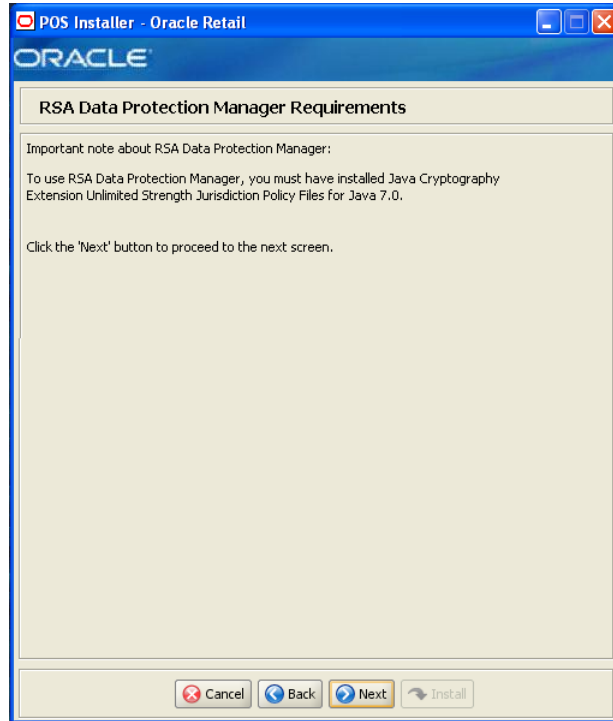 POS Installer - Oracle Retail
ORACLE
RSA Data Protection Manager Requirements
Important note about RSA Data Protection Manager:
To use RSA Data Protection Manager, you must have installed Java Cryptography
Extension Unlimited Strength Jurisdiction Policy Files for Java 7.0.
Click the 'Next' button to proceed to the next screen.
Cancel Back Next Install